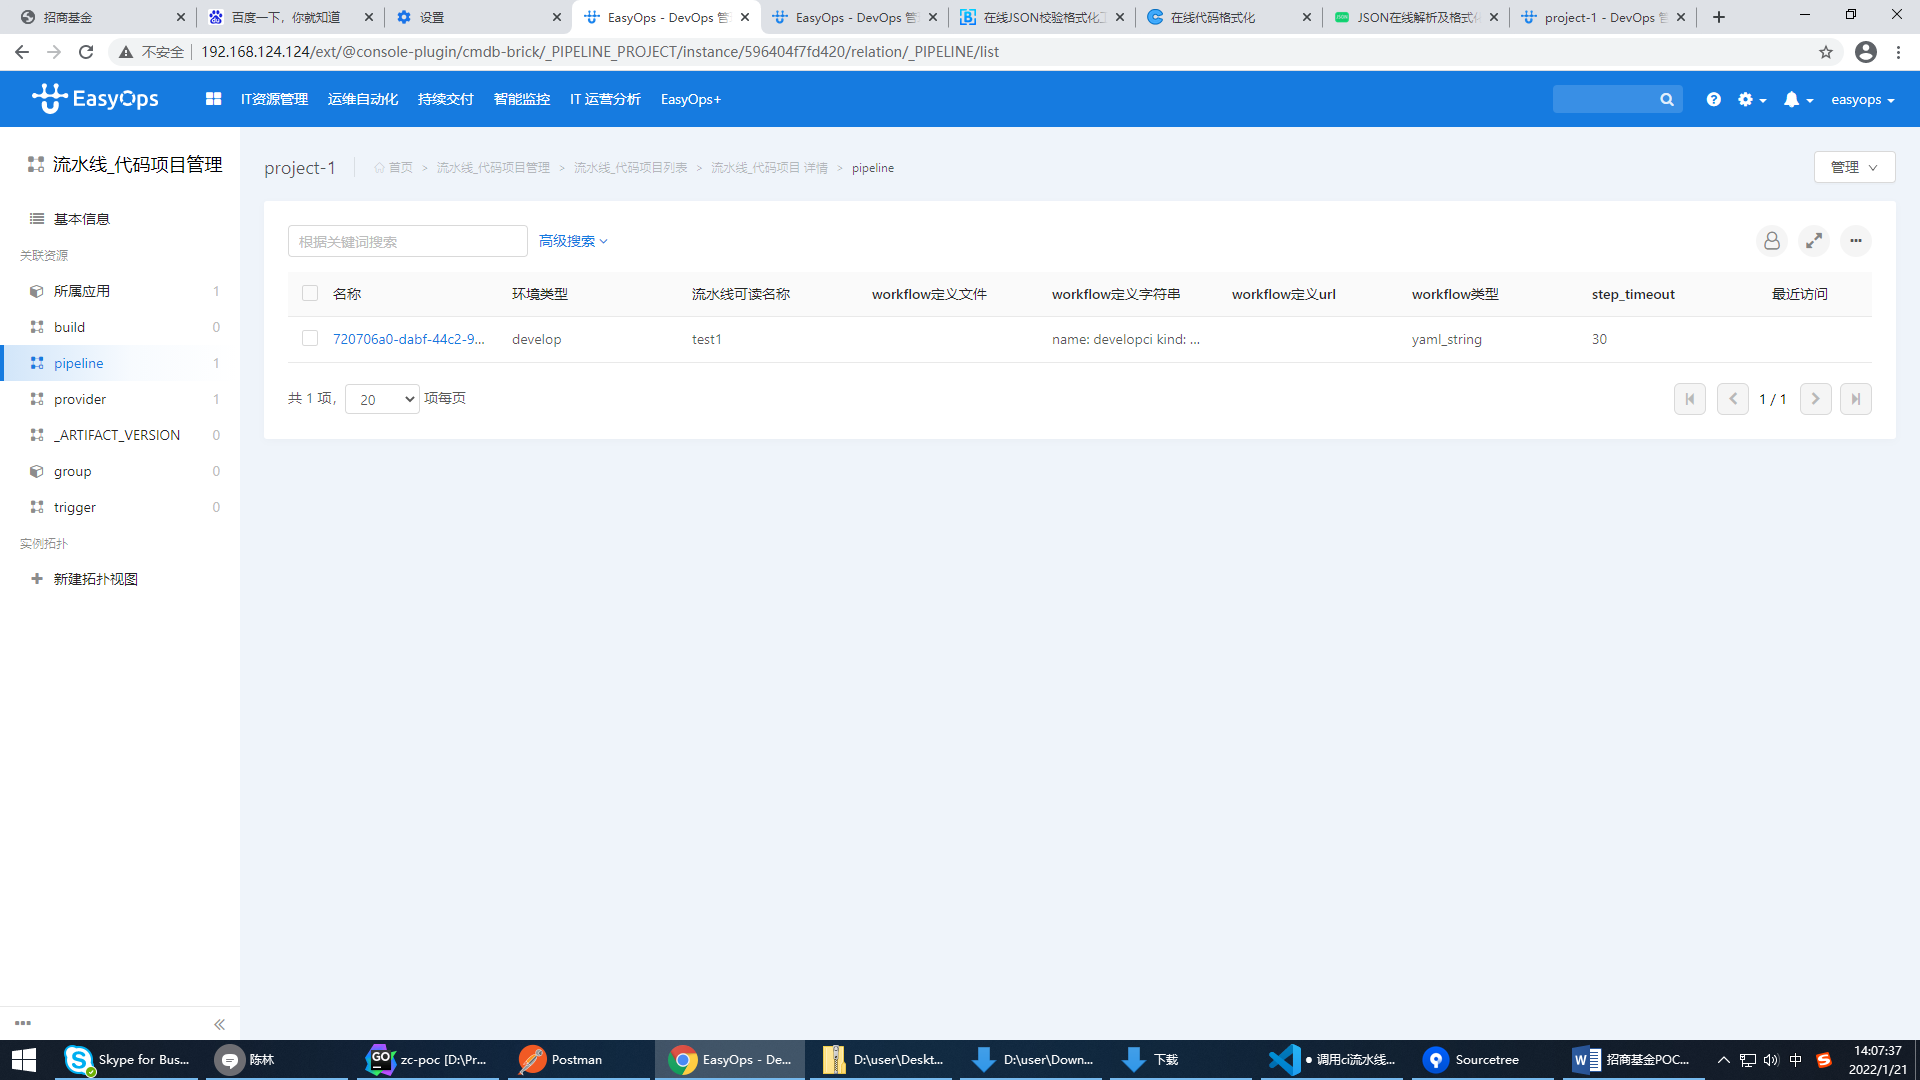 招商基金
百度一下，你就知道
设置
EasyOps - DevOps 管
EasyOps - DevOps 管
在线JSON校验格式化工
在线代码格式化
JSON在线解析及格式化
project-1 - DevOps 管
不安全
192.168.124.124/ext/@console-plugin/cmdb-brick/_PIPELINE_PROJECT/instance/596404f7fd420/relation/_PIPELINE/list
EasyOps
IT资源管理
运维自动化
持续交付
智能监控
IT 运营分析
EasyOps+
easyops
流水线_代码项目管理
基本信息
关联资源
所属应用 1
build 0
pipeline 1
provider 1
_ARTIFACT_VERSION 0
group 0
trigger 0
实例拓扑
新建拓扑视图
project-1
首页 > 流水线_代码项目管理 > 流水线_代码项目列表 > 流水线_代码项目 详情 > pipeline
管理
根据关键词搜索
高级搜索
名称 环境类型 流水线可读名称 workflow定义文件 workflow定义字符串 workflow定义url workflow类型 step_timeout 最近访问
720706a0-dabf-44c2-9... develop test1 name: developci kind: ... yaml_string 30
共 1 项, 20 项每页
1 / 1
Skype for Bus...
陈林
zc-poc [D:\Pr...
Postman
EasyOps - De...
D:\user\Deskt...
D:\user\Down...
下载
● 调用ci流水线...
Sourcetree
招商基金POC...
中
14:07:37
2022/1/21